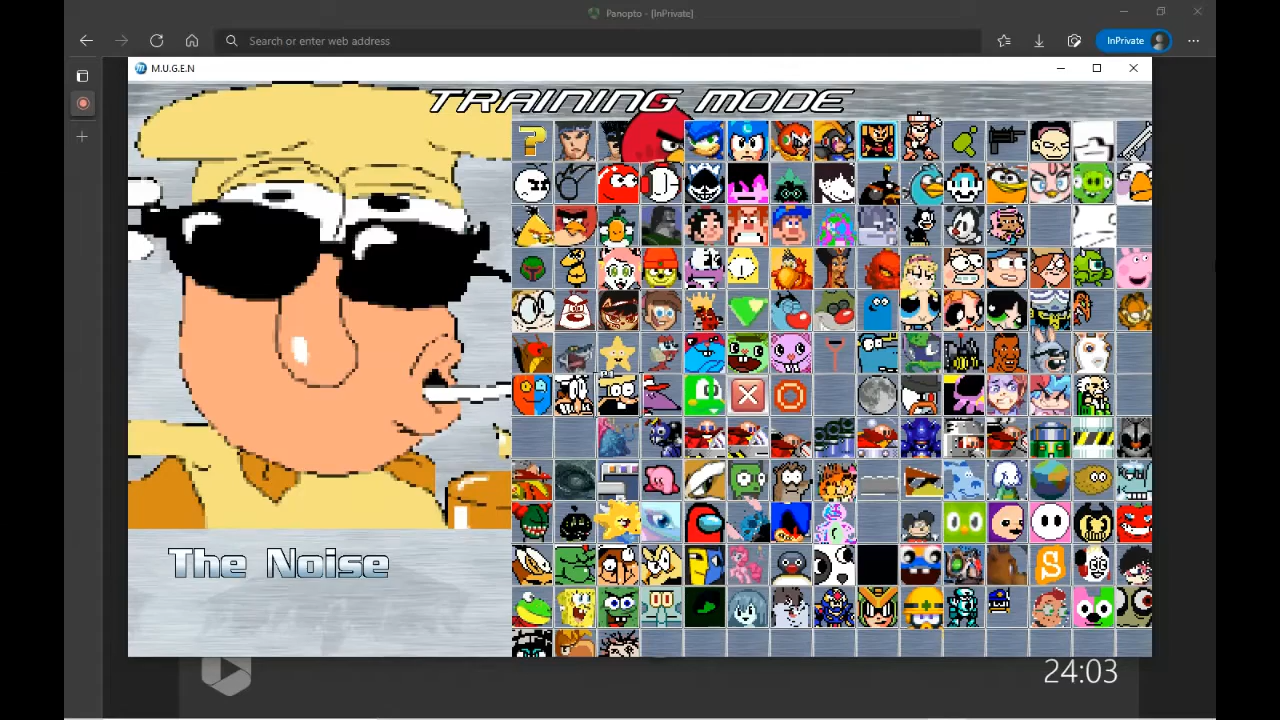 Panopto - [InPrivate]
Search or enter web address
InPrivate
M.U.G.E.N
TRAINING MODE
The Noise
24:03